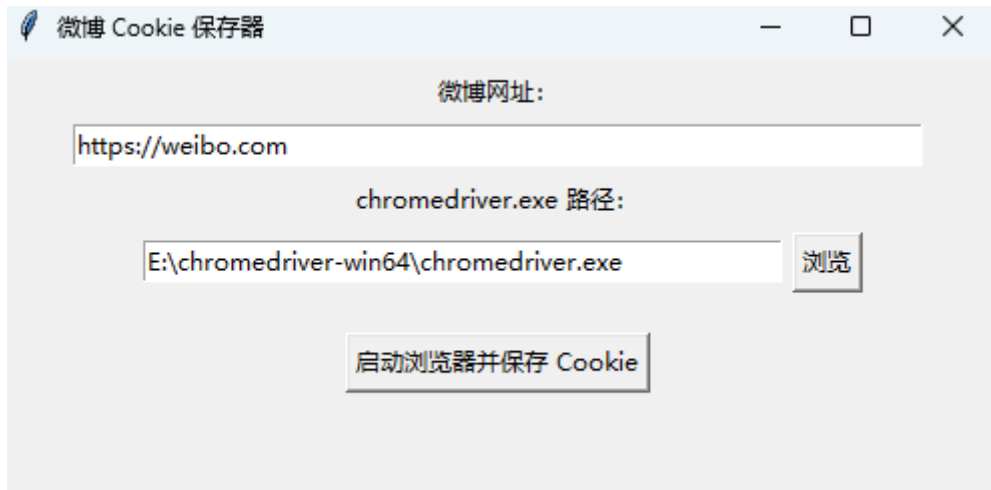 微博 Cookie 保存器
微博网址:
https://weibo.com
chromedriver.exe 路径:
E:\chromedriver-win64\chromedriver.exe
浏览
启动浏览器并保存 Cookie